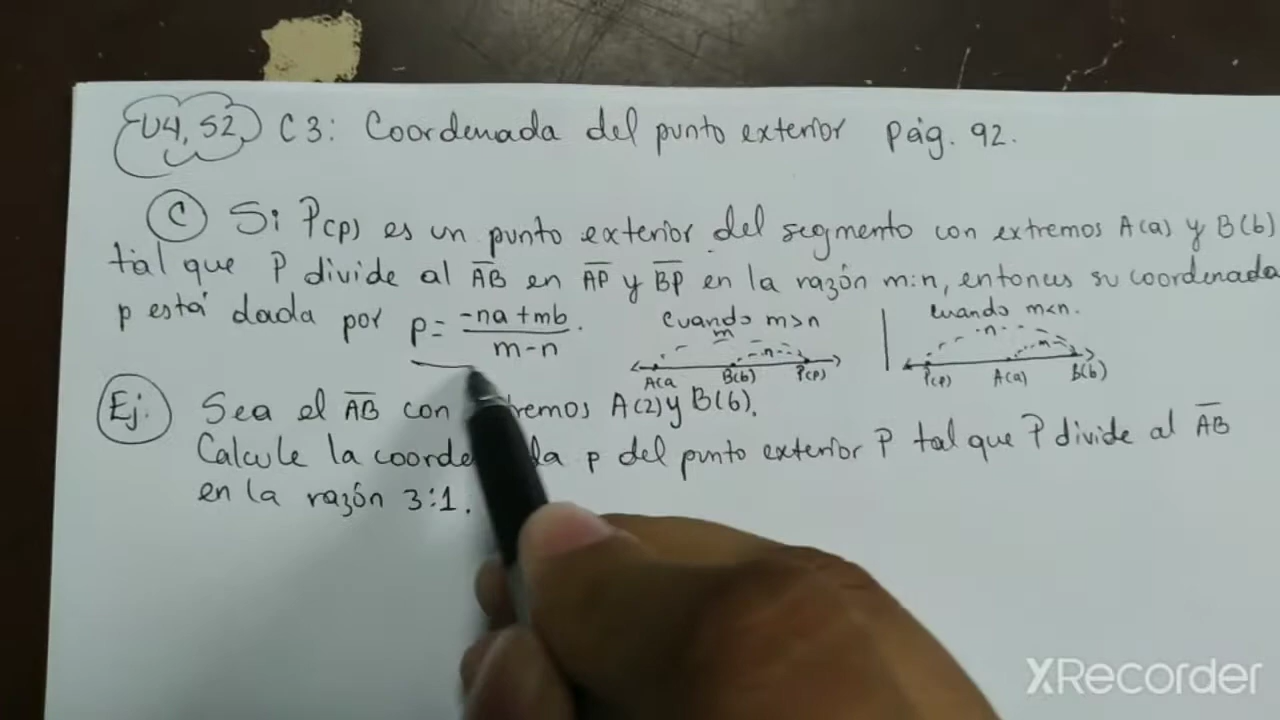 U4, S2, C3: Coordenada del punto exterior pág. 92.
C Si P(p) es un punto exterior del segmento con extremos A(a) y B(b)
tal que P divide al AB en AP y BP en la razón m:n, entonces su coordenada
p está dada por p = -na+mb / m-n .
cuando m>n
m
n
A(a B(b) P(p)
cuando m<n.
n
m
P(p) A(a) B(b)
Ej. Sea el AB con extremos A(2) y B(6).
Calcule la p del punto exterior P tal que P divide al AB
en la razón 3:1.
XRecorder